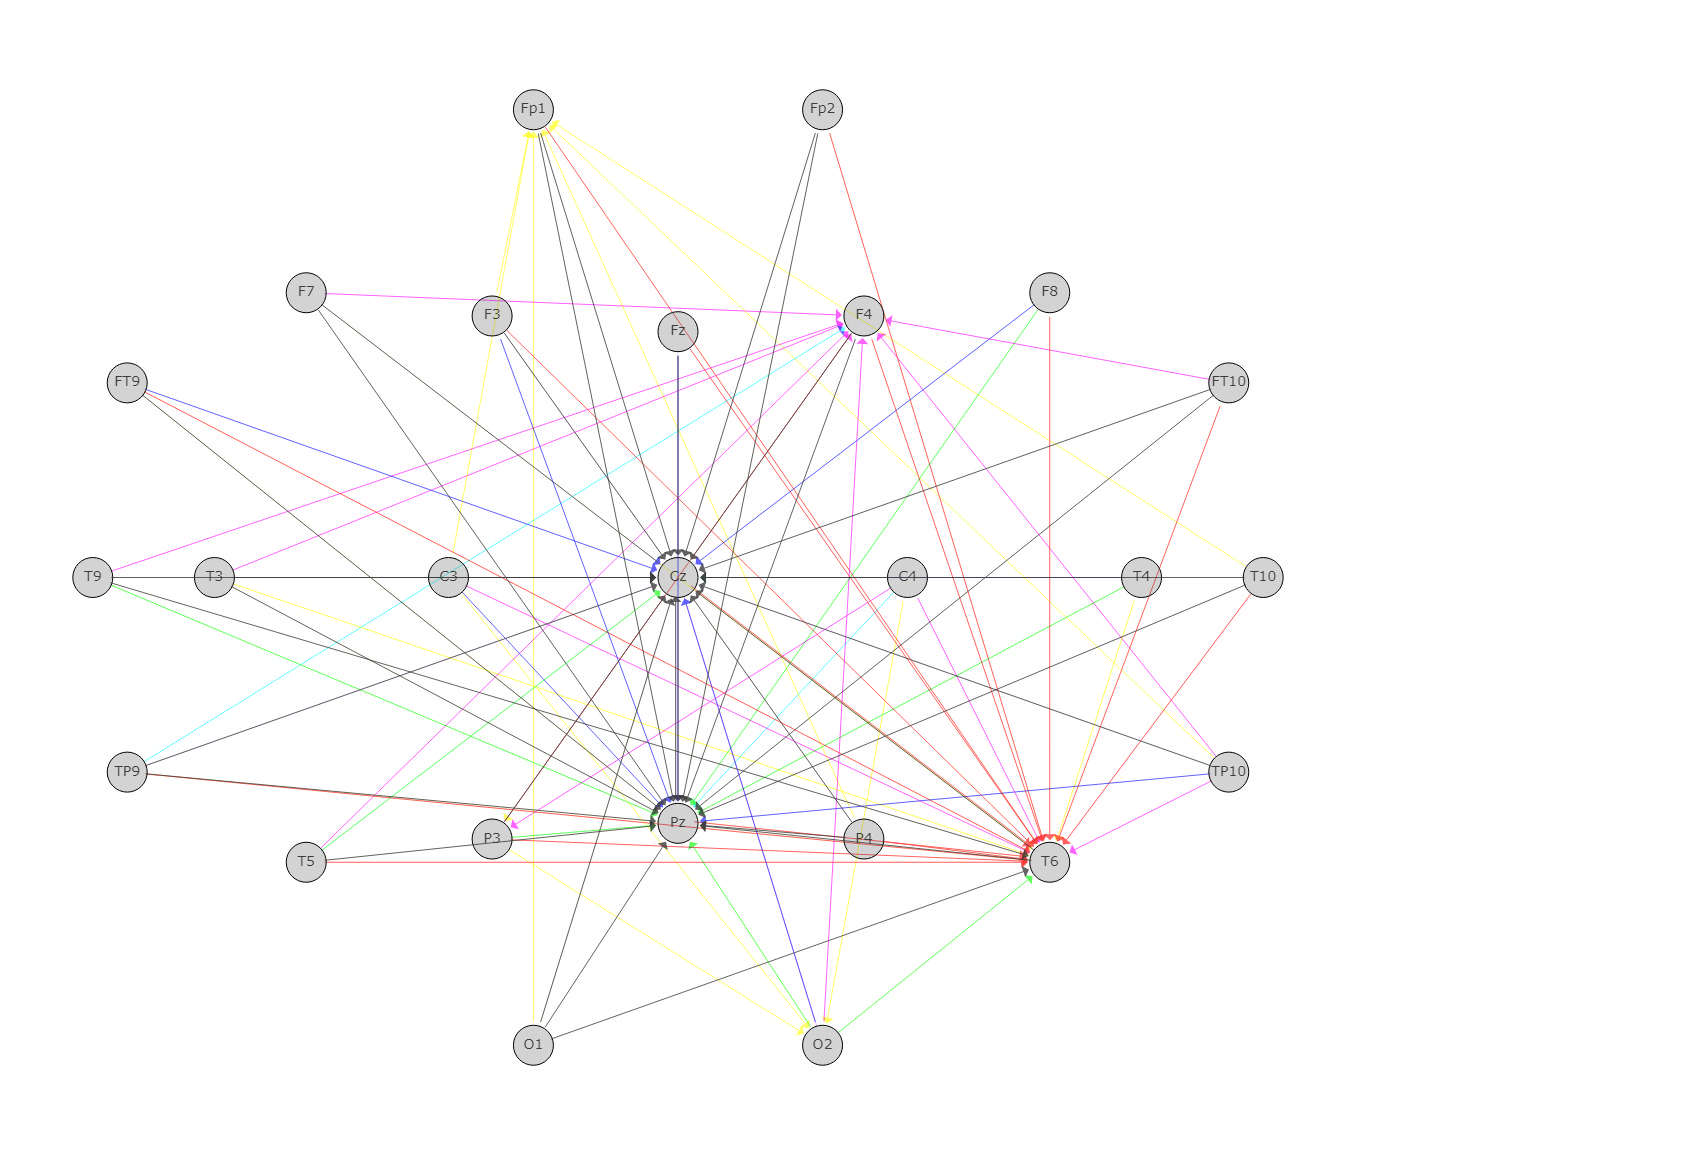 Fp1 Fp2
F7 F3 Fz F4 F8
FT9 FT10
T9 T3 C3 Cz C4 T4 T10
TP9 TP10
T5 P3 Pz P4 T6
O1 O2